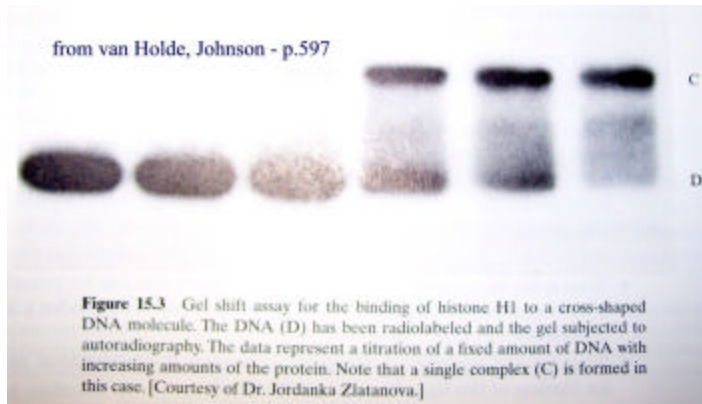 from van Holde, Johnson - p.597
C
D
Figure 15.3 Gel shift assay for the binding of histone H1 to a cross-shaped
DNA molecule. The DNA (D) has been radiolabeled and the gel subjected to
autoradiography. The data represent a titration of a fixed amount of DNA with
increasing amounts of the protein. Note that a single complex (C) is formed in
this case. [Courtesy of Dr. Jordanka Zlatanova.]